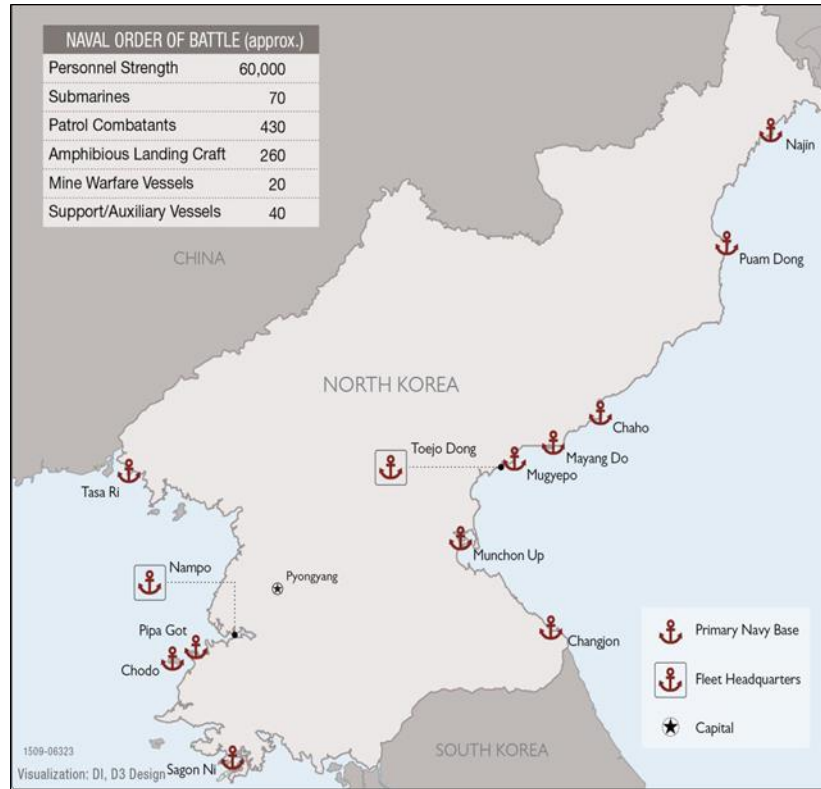 NAVAL ORDER OF BATTLE (approx.)
Personnel Strength 60,000
Submarines 70
Patrol Combatants 430
Amphibious Landing Craft 260
Mine Warfare Vessels 20
Support/Auxiliary Vessels 40
CHINA
Najin
Puam Dong
NORTH KOREA
Chaho
Toejo Dong
Mayang Do
Mugyepo
Tasa Ri
Munchon Up
Nampo
Pyongyang
Pipa Got
Changjon
Chodo
Primary Navy Base
Fleet Headquarters
Capital
SOUTH KOREA
1509-06323
Sagon Ni
Visualization: DI, D3 Design